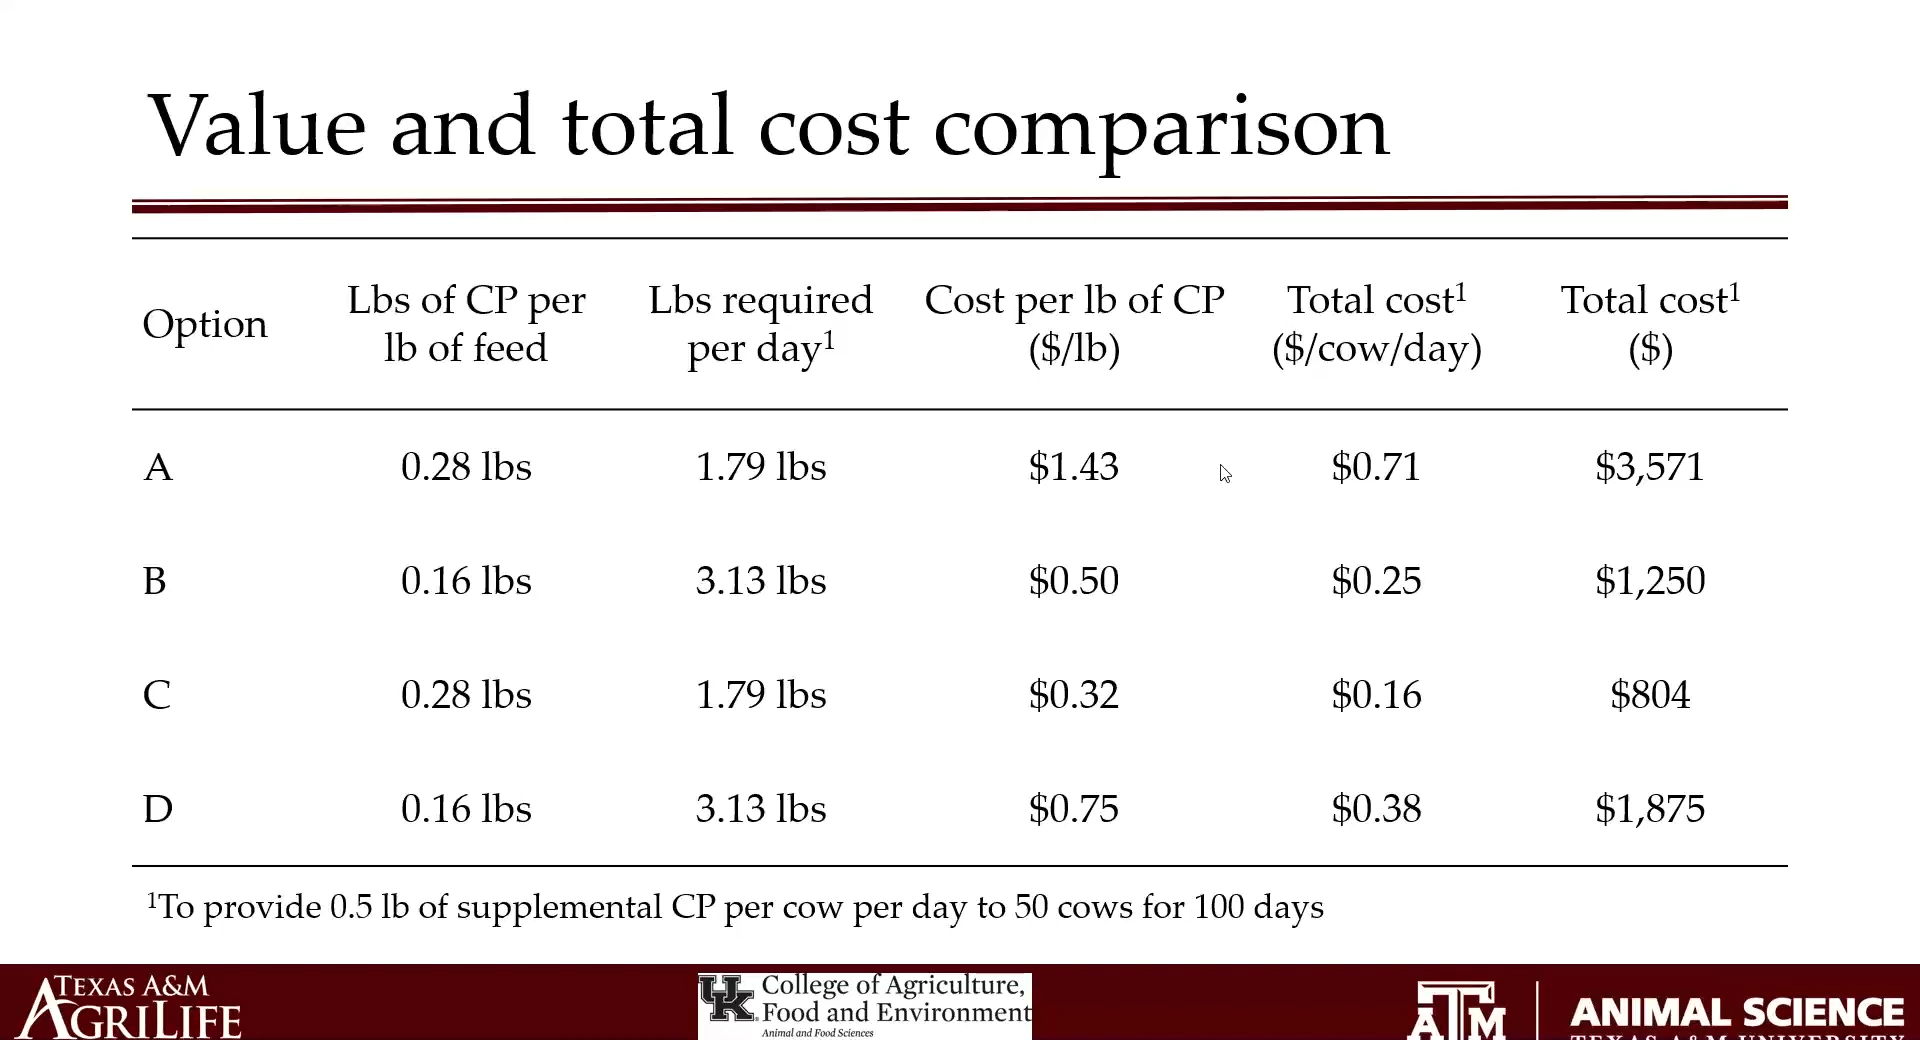 Value and total cost comparison
Option
Lbs of CP per
lb of feed
Lbs required
per day¹
Cost per lb of CP
($/lb)
Total cost¹
($/cow/day)
Total cost¹
($)
A 0.28 lbs 1.79 lbs $1.43 $0.71 $3,571
B 0.16 lbs 3.13 lbs $0.50 $0.25 $1,250
C 0.28 lbs 1.79 lbs $0.32 $0.16 $804
D 0.16 lbs 3.13 lbs $0.75 $0.38 $1,875
¹To provide 0.5 lb of supplemental CP per cow per day to 50 cows for 100 days
TEXAS A&M
AGRILIFE
UK
College of Agriculture,
Food and Environment
Animal and Food Sciences
ATM
ANIMAL SCIENCE
TEXAS A&M UNIVERSITY